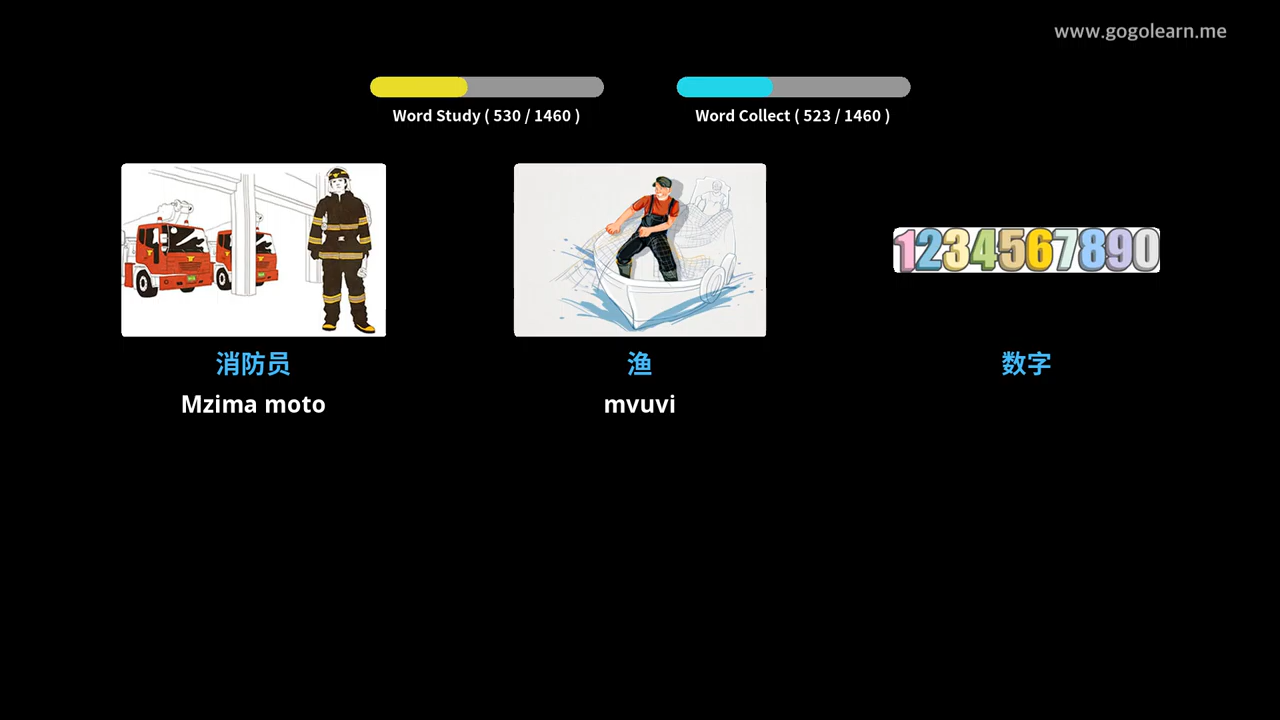 www.gogolearn.me
Word Study ( 530 / 1460 )
Word Collect ( 523 / 1460 )
1234567890
消防员
渔
数字
Mzima moto
mvuvi